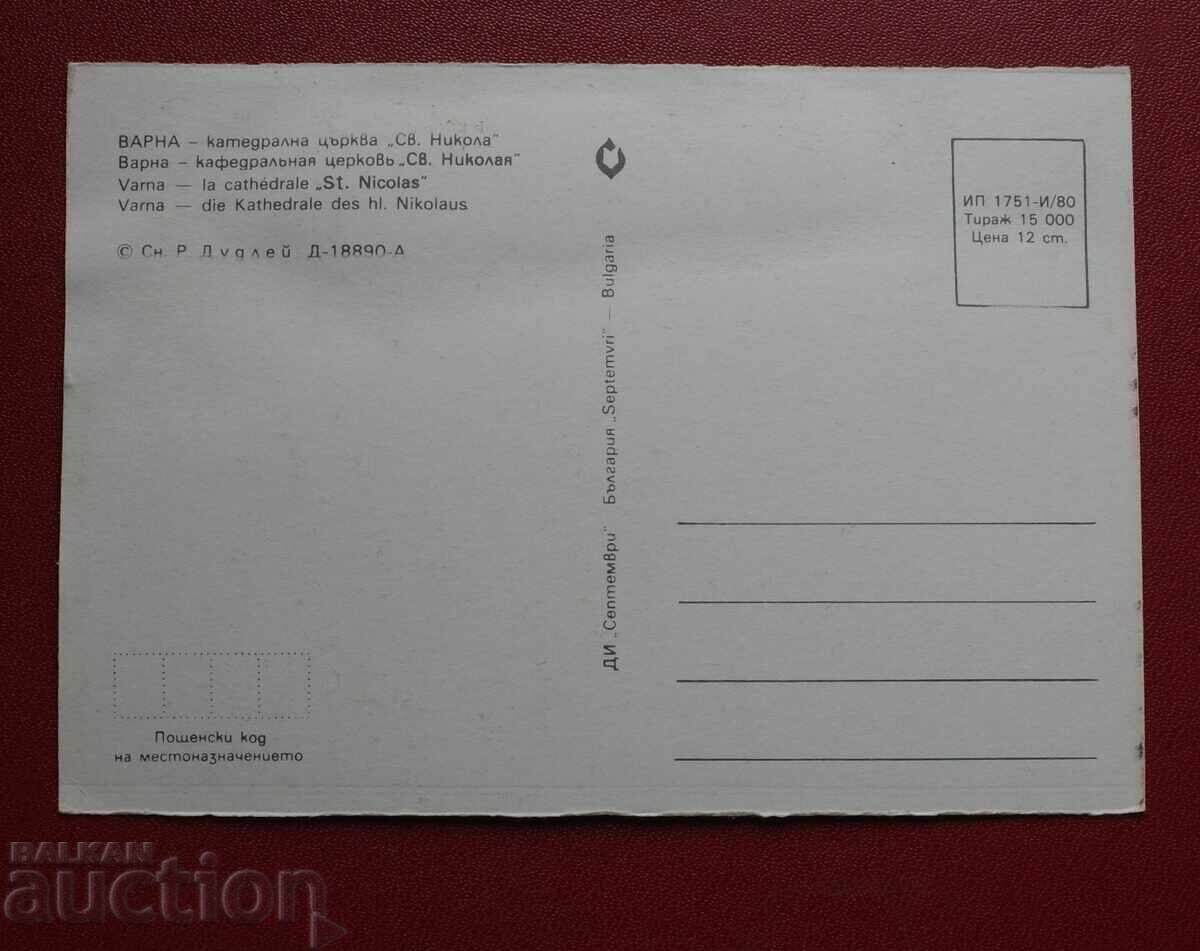 ВАРНА – катедрална църква „Св. Никола"
Варна – кафедральная церковь „Св. Николая"
Varna — la cathédrale „St. Nicolas"
Varna — die Kathedrale des hl. Nikolaus
© Сн. Р. Дудлей Д-18890-А
ИП 1751-И/80
Тираж 15 000
Цена 12 ст.
ДИ „Септември" България „Septemvri" — Bulgaria
Пощенски код
на местоназначението
BALKAN
auction